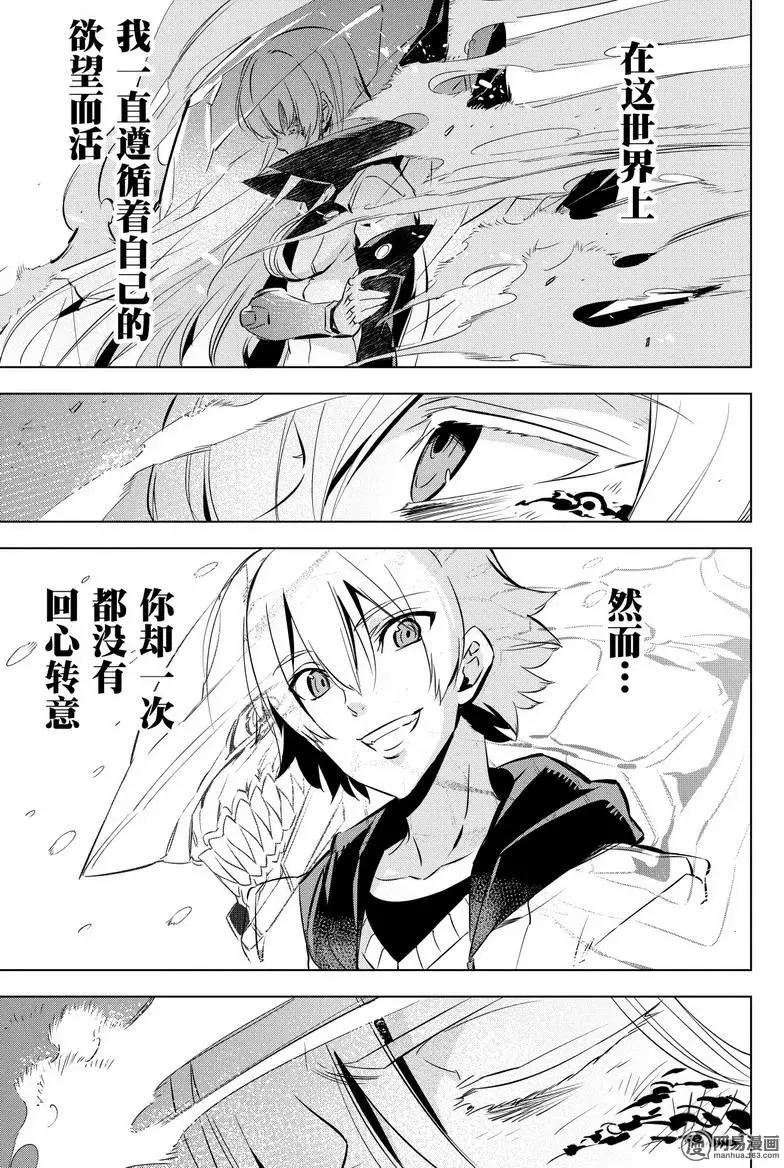 在这世界上
我一直遵循着自己的
欲望而活
然而…
你却一次
都没有
回心转意
网易漫画
manhua.163.com